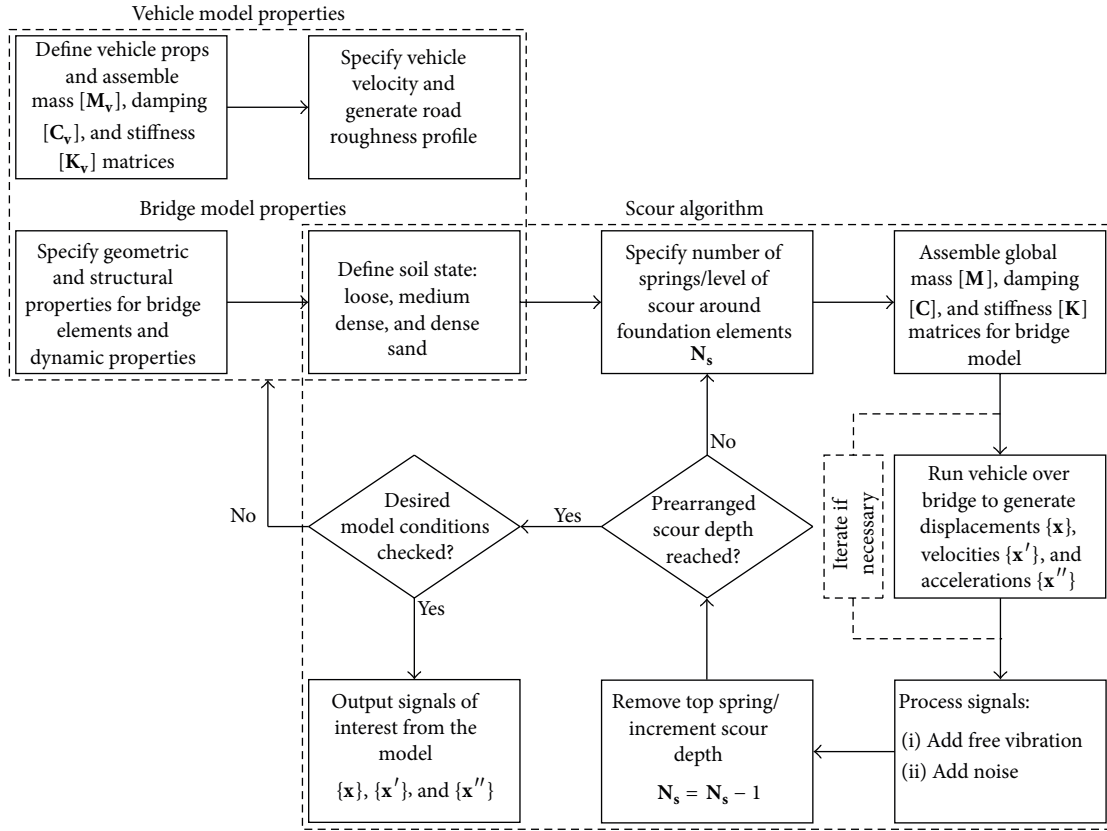 Vehicle model properties
Define vehicle props
and assemble
mass [M_v], damping
[C_v], and stiffness
[K_v] matrices
Specify vehicle
velocity and
generate road
roughness profile
Bridge model properties
Scour algorithm
Specify geometric
and structural
properties for bridge
elements and
dynamic properties
Define soil state:
loose, medium
dense, and dense
sand
Specify number of
springs/level of
scour around
foundation elements
N_s
Assemble global
mass [M], damping
[C], and stiffness [K]
matrices for bridge
model
No
Desired
model conditions
checked?
Yes
Prearranged
scour depth
reached?
No
Iterate if
necessary
Run vehicle over
bridge to generate
displacements {x},
velocities {x′}, and
accelerations {x′′}
Yes
Output signals of
interest from the
model
{x}, {x′}, and {x′′}
Remove top spring/
increment scour
depth
N_s = N_s − 1
Process signals:
(i) Add free vibration
(ii) Add noise